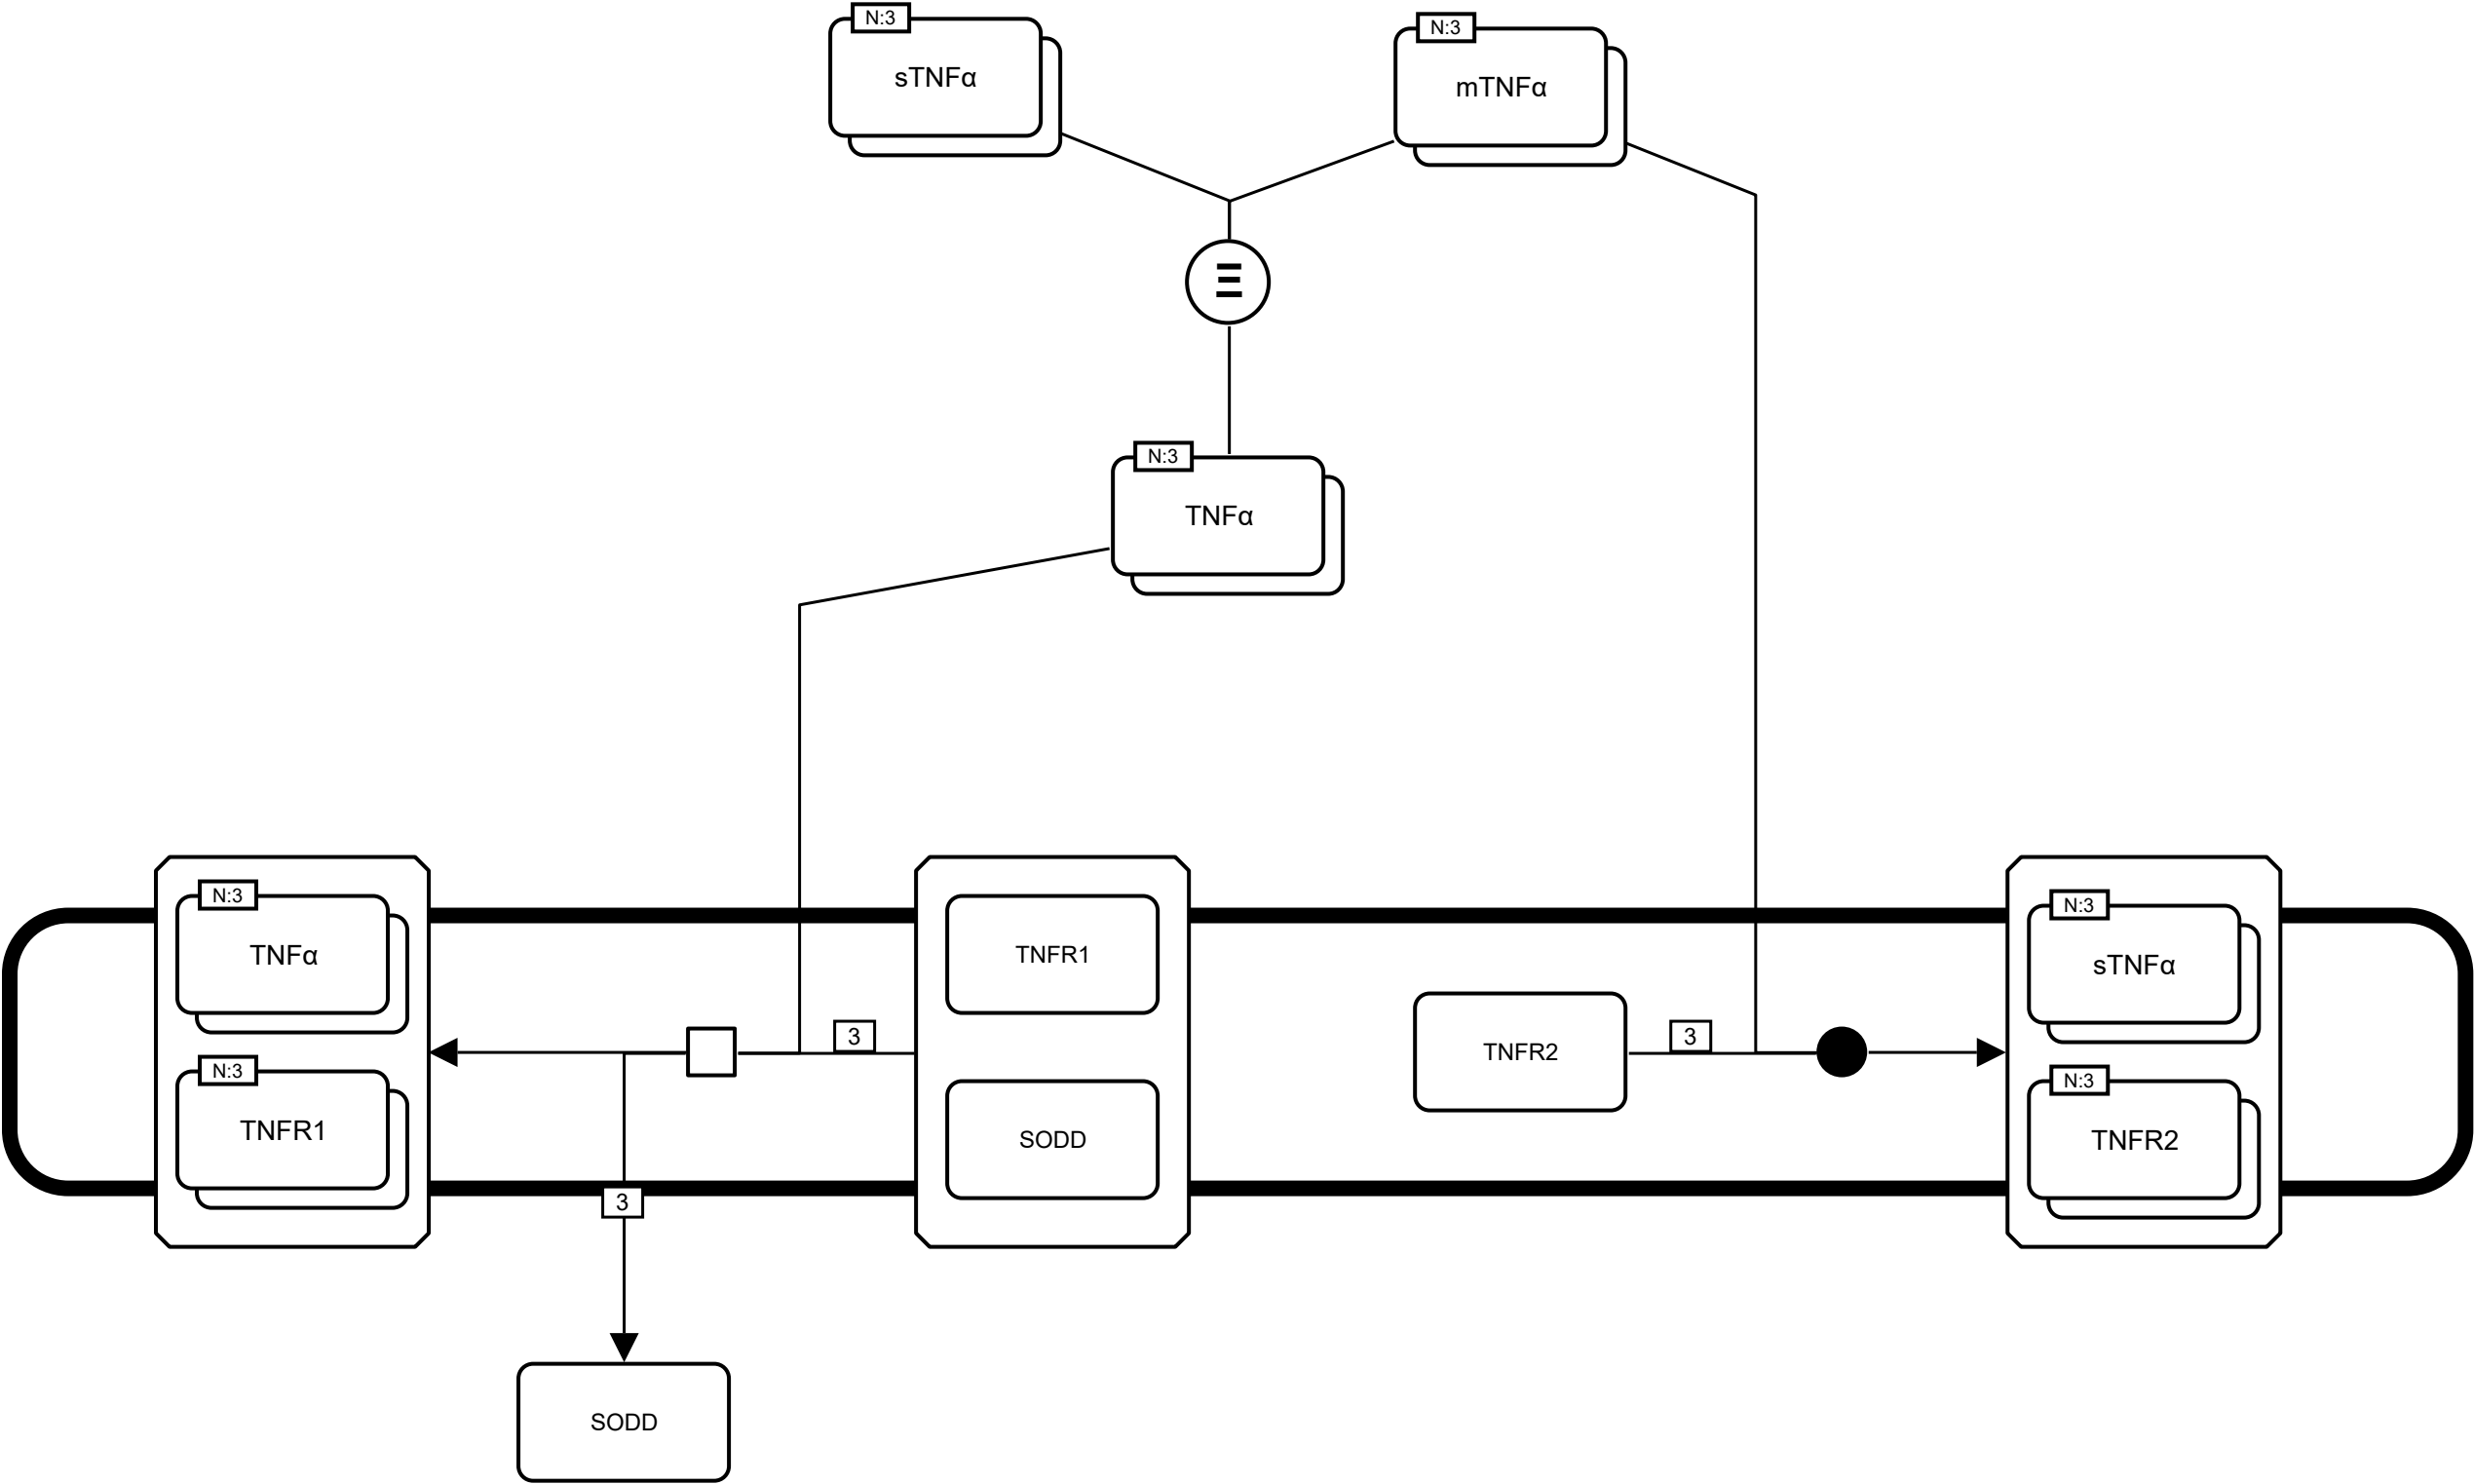 N:3
sTNFα
N:3
mTNFα
Ξ
N:3
TNFα
N:3
TNFα
N:3
TNFR1
3
TNFR1
SODD
TNFR2
3
N:3
sTNFα
N:3
TNFR2
3
SODD